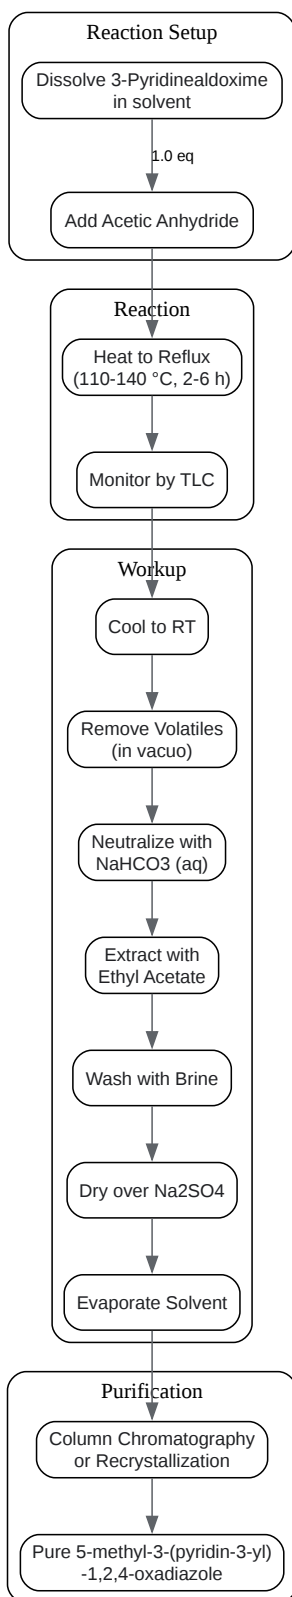 Reaction Setup
Dissolve 3-Pyridinealdoxime
in solvent
1.0 eq
Add Acetic Anhydride
Reaction
Heat to Reflux
(110-140 °C, 2-6 h)
Monitor by TLC
Workup
Cool to RT
Remove Volatiles
(in vacuo)
Neutralize with
NaHCO3 (aq)
Extract with
Ethyl Acetate
Wash with Brine
Dry over Na2SO4
Evaporate Solvent
Purification
Column Chromatography
or Recrystallization
Pure 5-methyl-3-(pyridin-3-yl)
-1,2,4-oxadiazole